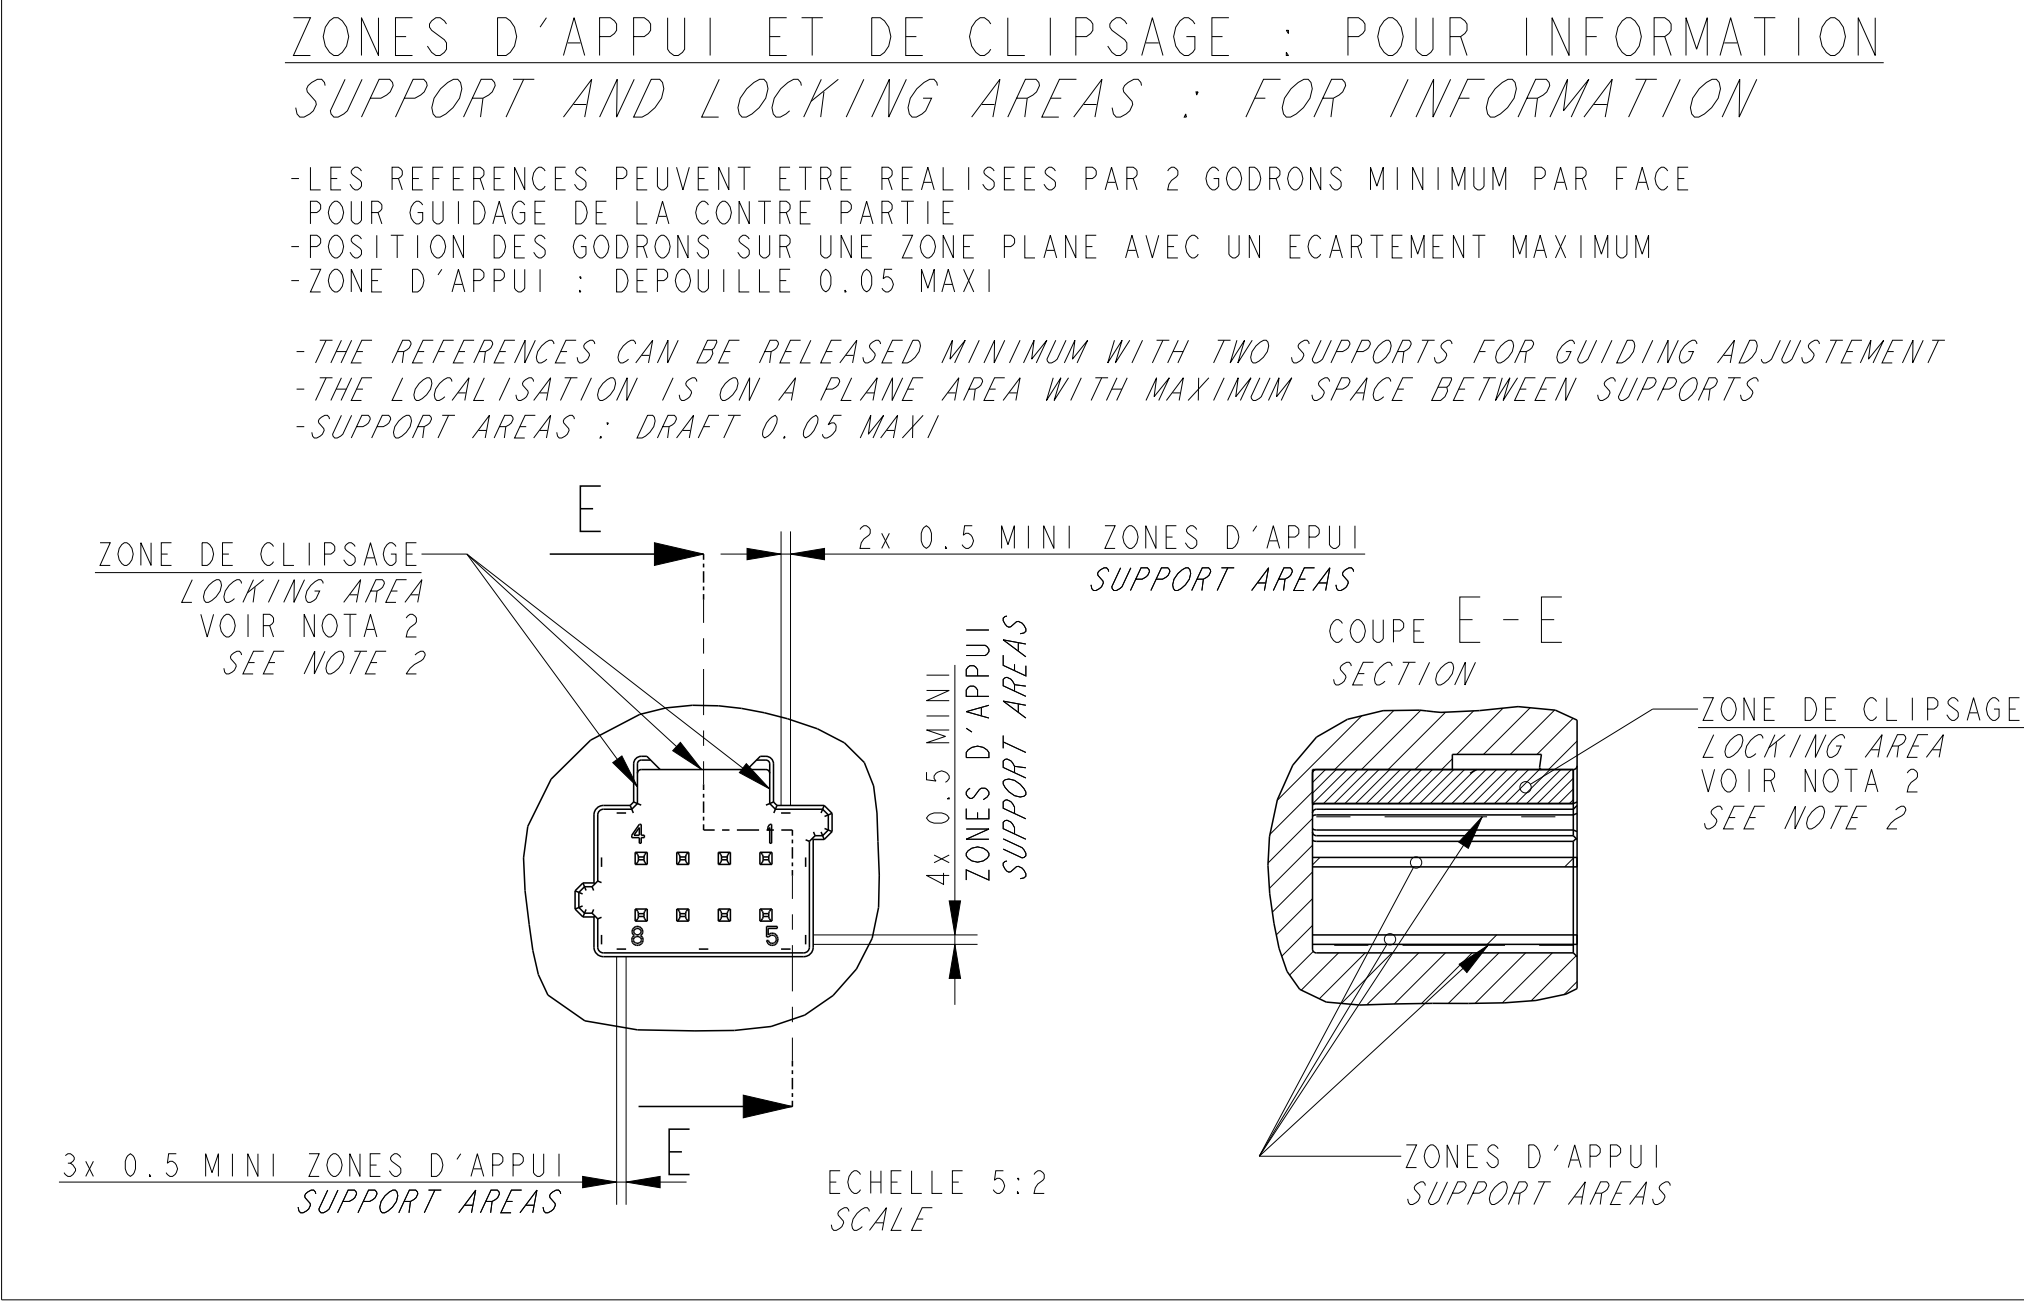 ZONES D'APPUI ET DE CLIPSAGE : POUR INFORMATION
SUPPORT AND LOCKING AREAS : FOR INFORMATION
-LES REFERENCES PEUVENT ETRE REALISEES PAR 2 GODRONS MINIMUM PAR FACE
POUR GUIDAGE DE LA CONTRE PARTIE
-POSITION DES GODRONS SUR UNE ZONE PLANE AVEC UN ECARTEMENT MAXIMUM
-ZONE D'APPUI : DEPOUILLE 0.05 MAXI
-THE REFERENCES CAN BE RELEASED MINIMUM WITH TWO SUPPORTS FOR GUIDING ADJUSTEMENT
-THE LOCALISATION IS ON A PLANE AREA WITH MAXIMUM SPACE BETWEEN SUPPORTS
-SUPPORT AREAS : DRAFT 0.05 MAXI
E
2x 0.5 MINI ZONES D'APPUI
SUPPORT AREAS
ZONE DE CLIPSAGE
LOCKING AREA
VOIR NOTA 2
SEE NOTE 2
4x 0.5 MINI
ZONES D'APPUI
SUPPORT AREAS
COUPE E-E
SECTION
ZONE DE CLIPSAGE
LOCKING AREA
VOIR NOTA 2
SEE NOTE 2
4 1
8 5
E
3x 0.5 MINI ZONES D'APPUI
SUPPORT AREAS
ECHELLE 5:2
SCALE
ZONES D'APPUI
SUPPORT AREAS